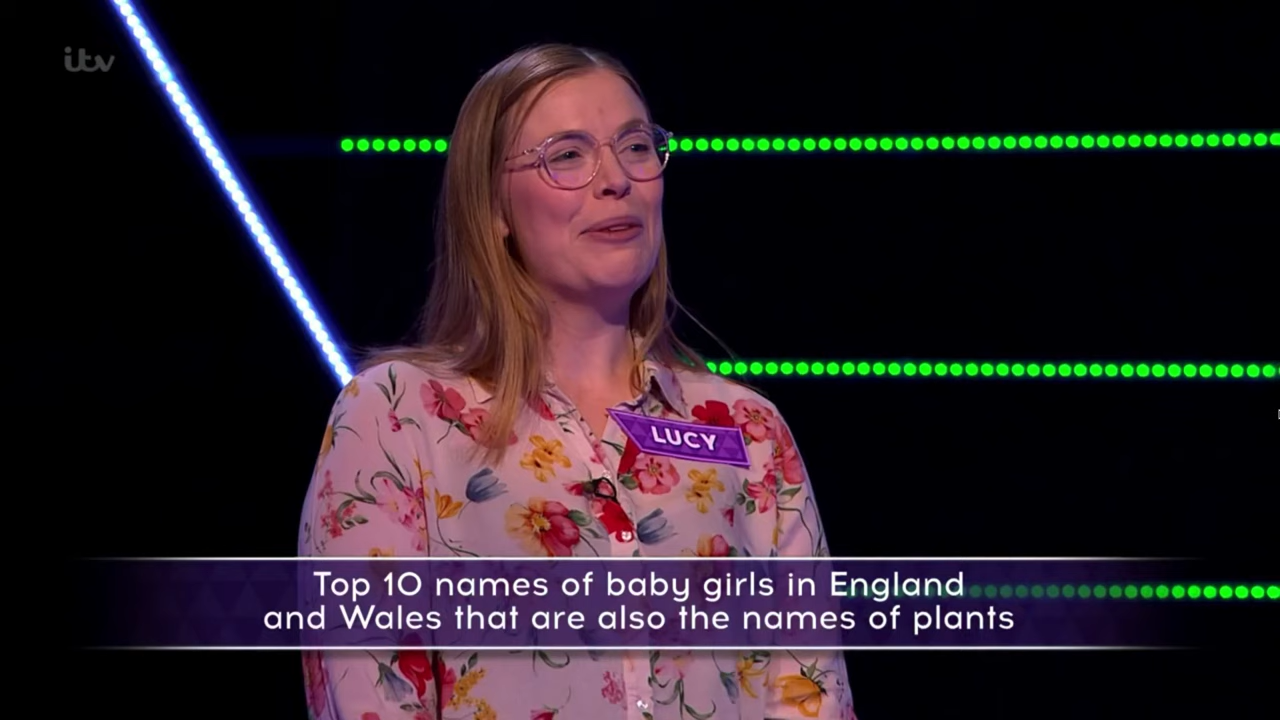 itv
LUCY
Top 10 names of baby girls in England
and Wales that are also the names of plants